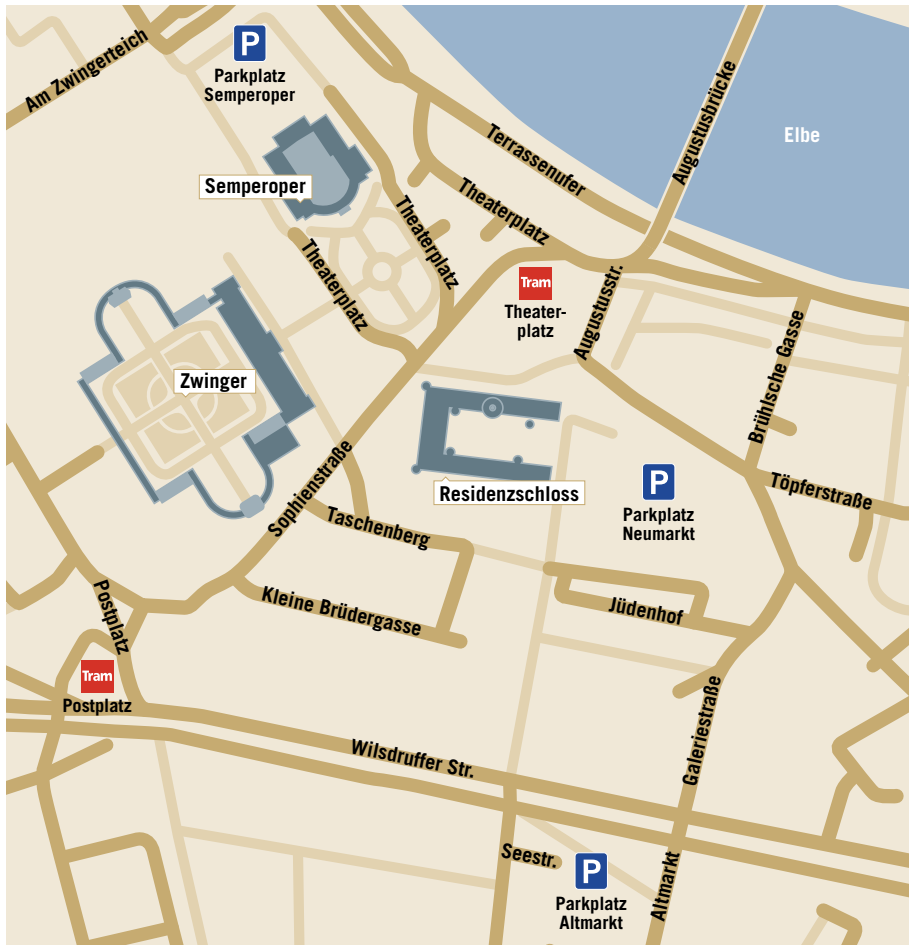 P
Parkplatz
Semperoper
Am Zwingerteich
Augustusbrücke
Elbe
Terrassenufer
Semperoper
Theaterplatz
Theaterplatz
Theaterplatz
Tram
Theater-
platz
Augustusstr.
Brühlsche Gasse
Zwinger
Sophienstraße
Residenzschloss
P
Parkplatz
Neumarkt
Töpferstraße
Taschenberg
Kleine Brüdergasse
Jüdenhof
Postplatz
Tram
Postplatz
Galeriestraße
Wilsdruffer Str.
Seestr.
P
Parkplatz
Altmarkt
Altmarkt